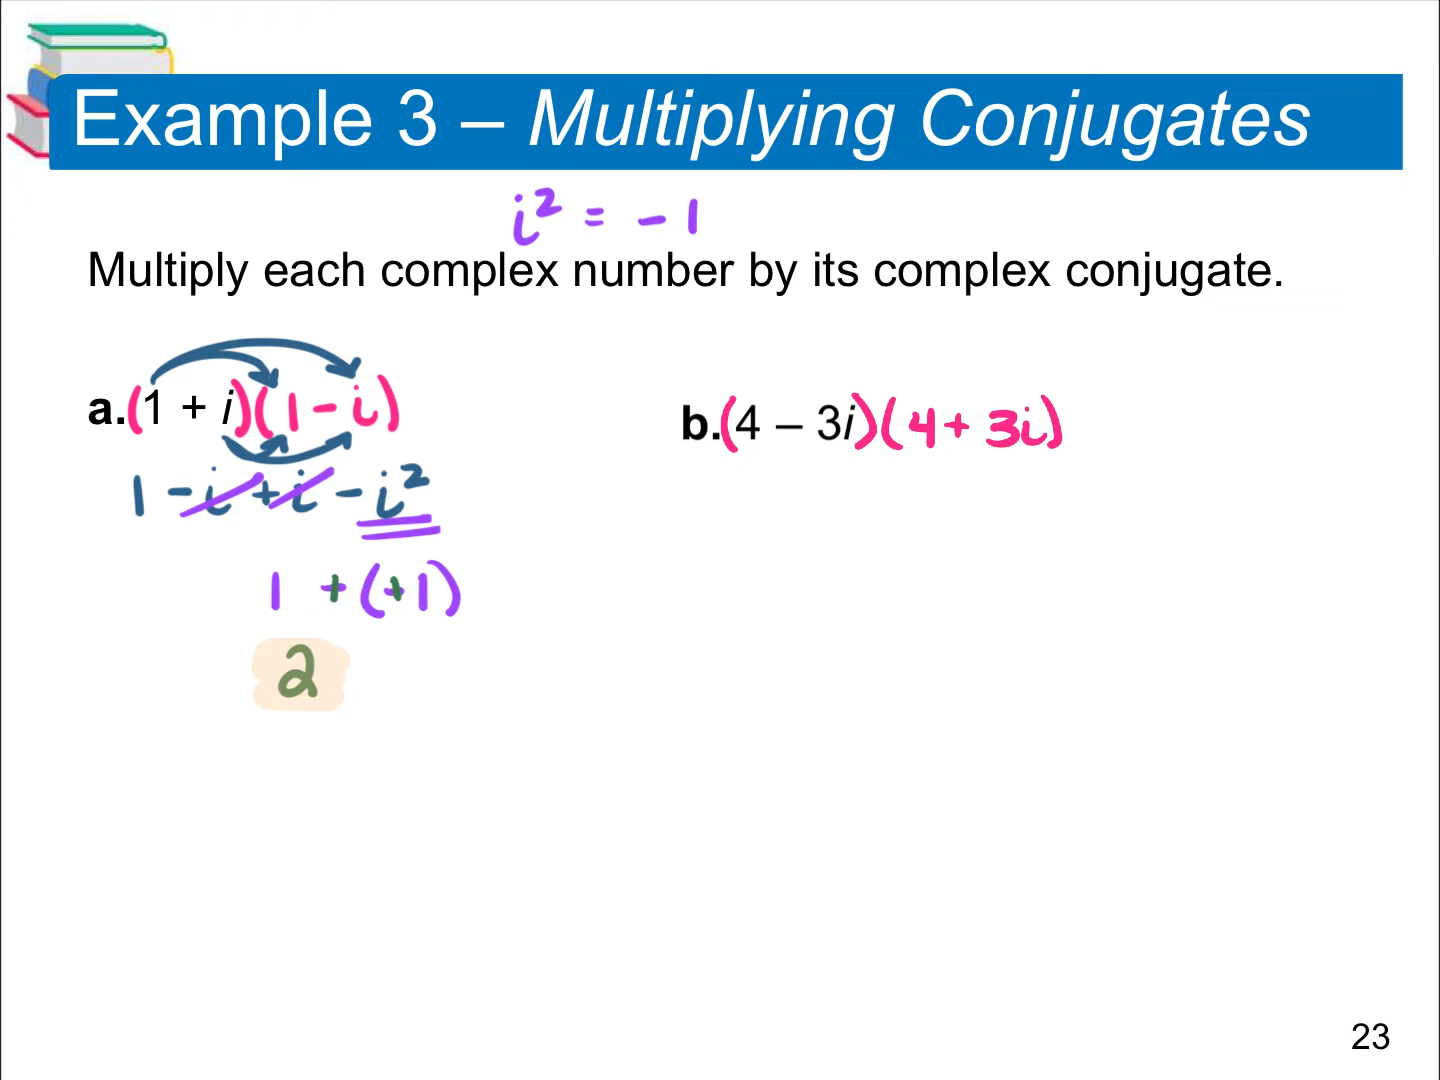 Example 3 – Multiplying Conjugates
i² = - 1
Multiply each complex number by its complex conjugate.
a. (1 + i)(1 - i)
b. (4 – 3i)(4 + 3i)
1 - i + i - i²
1 + (+1)
2
23